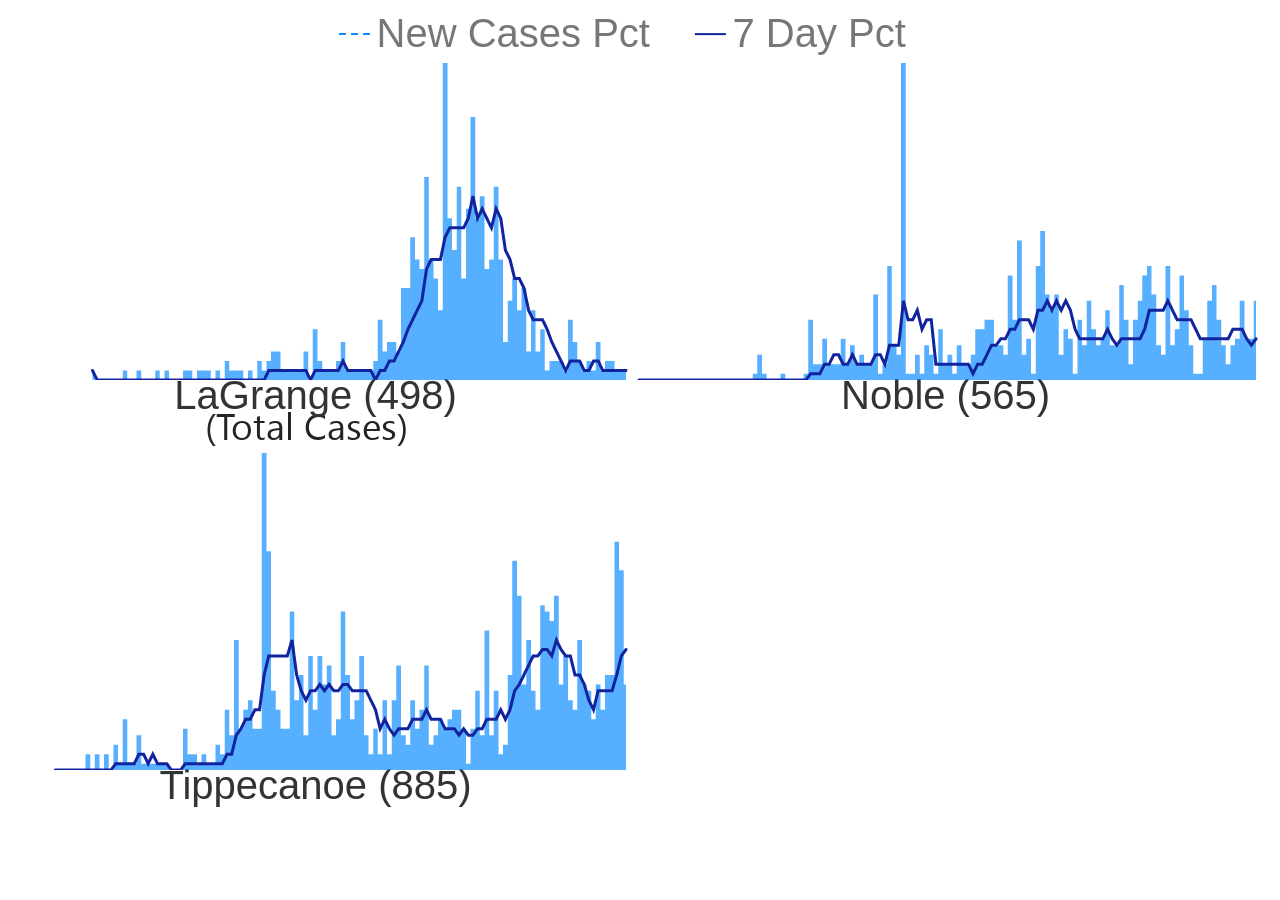 New Cases Pct 7 Day Pct
LaGrange (498)
(Total Cases)
Noble (565)
Tippecanoe (885)